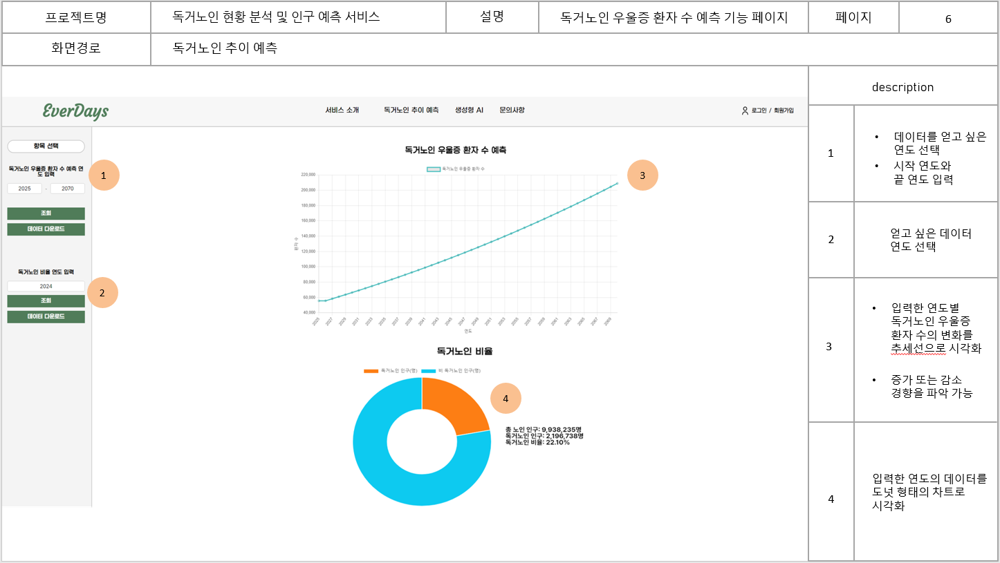 프로젝트명
독거노인 현황 분석 및 인구 예측 서비스
설명
독거노인 우울증 환자 수 예측 기능 페이지
페이지
6
화면경로
독거노인 추이 예측
EverDays
서비스 소개
독거노인 추이 예측
생성형 AI
문의사항
로그인 / 회원가입
항목 선택
독거노인 우울증 환자 수 예측 연
도 입력
2025 - 2070
조회
데이터 다운로드
1
독거노인 비율 연도 입력
2024
조회
데이터 다운로드
2
독거노인 우울증 환자 수 예측
독거노인 우울증 환자 수
3
220,000
200,000
180,000
160,000
140,000
120,000
100,000
80,000
60,000
40,000
환자 수
2025
2027
2029
2031
2033
2035
2037
2039
2041
2043
2045
2047
2049
2051
2053
2055
2057
2059
2061
2063
2065
2067
2069
연도
독거노인 비율
독거노인 인구(명)
비 독거노인 인구(명)
4
총 노인 인구: 9,938,235명
독거노인 인구: 2,196,738명
독거노인 비율: 22.10%
description
1
• 데이터를 얻고 싶은
연도 선택
• 시작 연도와
끝 연도 입력
2
얻고 싶은 데이터
연도 선택
3
• 입력한 연도별
독거노인 우울증
환자 수의 변화를
추세선으로 시각화
• 증가 또는 감소
경향을 파악 가능
4
입력한 연도의 데이터를
도넛 형태의 차트로
시각화